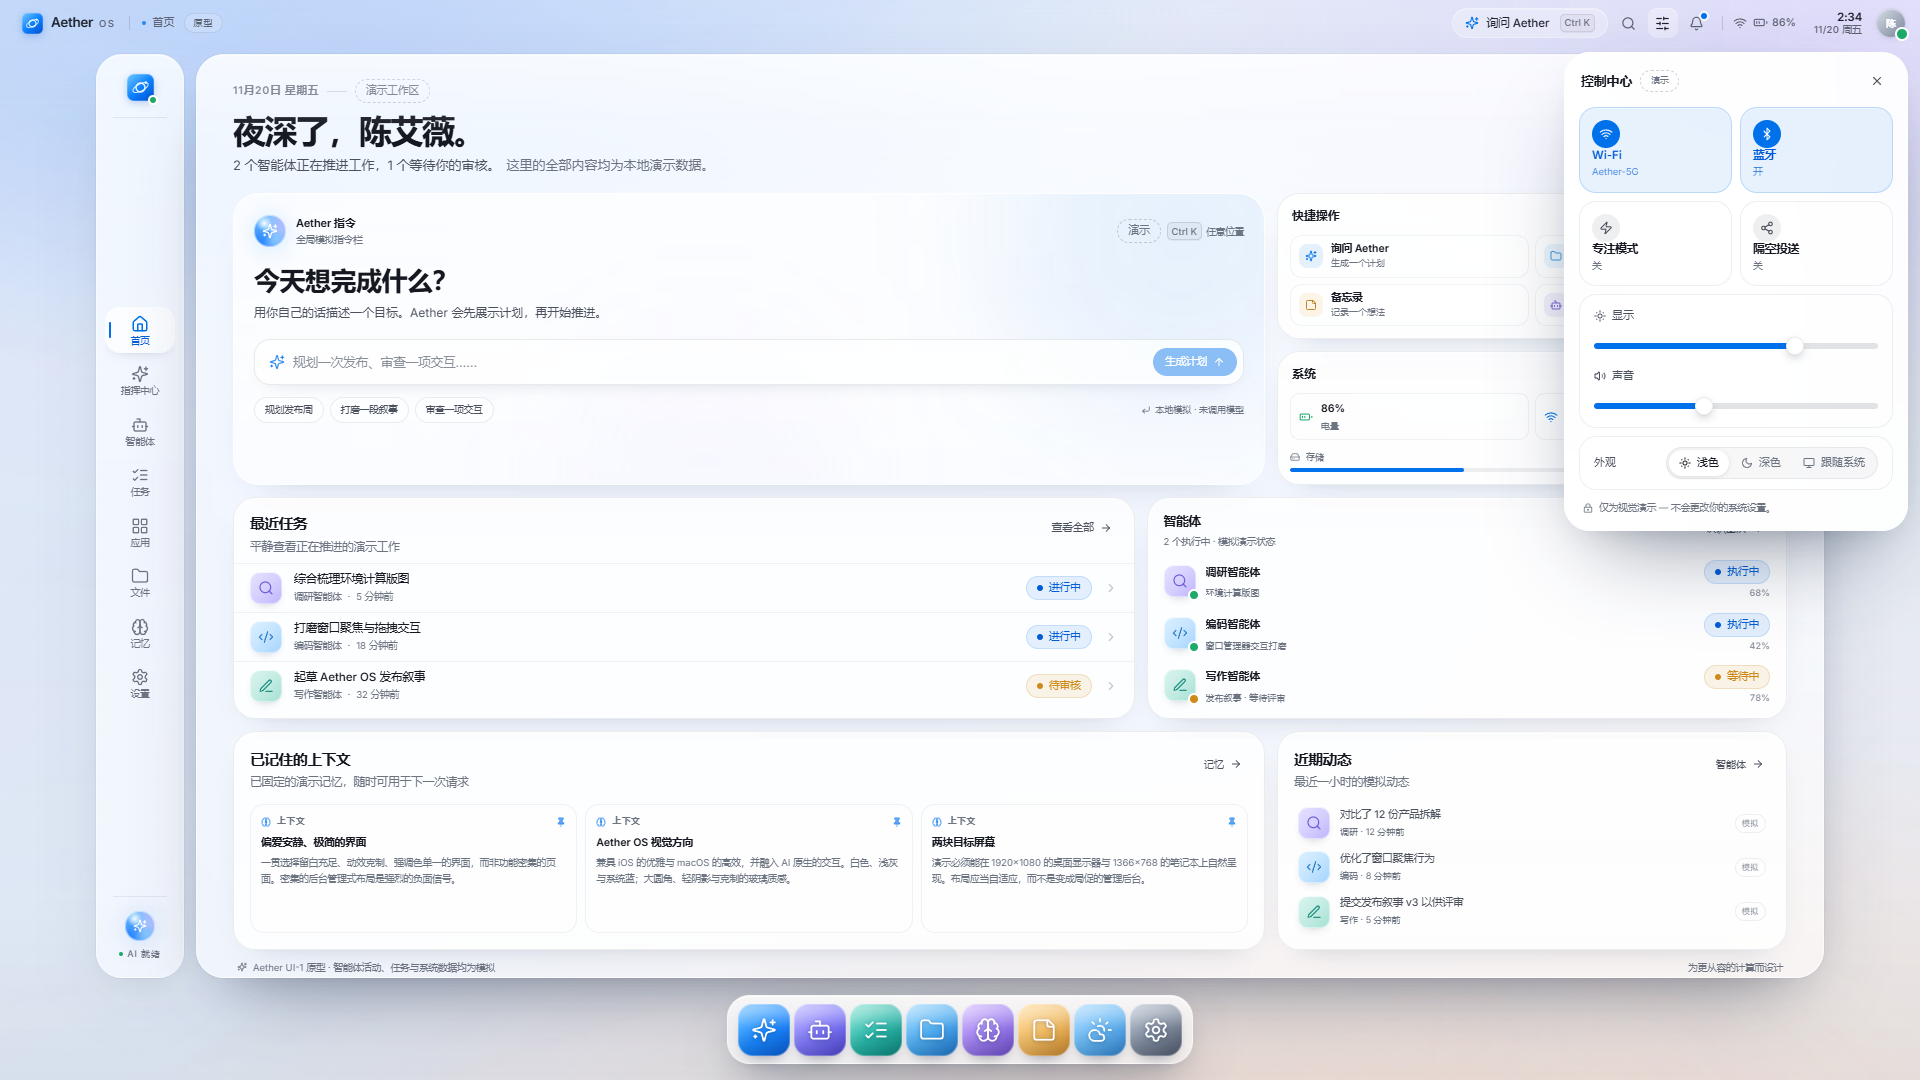 Aether OS
首页
原型
询问 Aether
Ctrl K
86%
2:34
11/20 周五
陈
11月20日 星期五
演示工作区
夜深了，陈艾薇。
2 个智能体正在推进工作，1 个等待你的审核。 这里的全部内容均为本地演示数据。
首页
指挥中心
智能体
任务
应用
文件
记忆
设置
AI 就绪
Aether 指令
全局模拟指令栏
演示
Ctrl K 任意位置
今天想完成什么？
用你自己的话描述一个目标。Aether 会先展示计划，再开始推进。
规划一次发布、审查一项交互……
生成计划
规划发布周
打磨一段叙事
审查一项交互
本地模拟 · 未调用模型
快捷操作
询问 Aether
生成一个计划
备忘录
记录一个想法
系统
86%
电量
存储
控制中心
演示
Wi-Fi
Aether-5G
蓝牙
开
专注模式
关
隔空投送
关
显示
声音
外观
浅色
深色
跟随系统
仅为视觉演示 — 不会更改你的系统设置。
最近任务
平静查看正在推进的演示工作
查看全部
综合梳理环境计算版图
调研智能体 · 5 分钟前
进行中
打磨窗口聚焦与拖拽交互
编码智能体 · 18 分钟前
进行中
起草 Aether OS 发布叙事
写作智能体 · 32 分钟前
待审核
智能体
2 个执行中 · 模拟演示状态
调研智能体
环境计算版图
执行中
68%
编码智能体
窗口管理器交互打磨
执行中
42%
写作智能体
发布叙事 · 等待评审
等待中
78%
已记住的上下文
已固定的演示记忆，随时可用于下一次请求
记忆
上下文
偏爱安静、极简的界面
一贯选择留白充足、动效克制、强调色单一的界面，而非功能密集的页
面。密集的后台管理式布局是强烈的负面信号。
上下文
Aether OS 视觉方向
兼具 iOS 的优雅与 macOS 的高效，并融入 AI 原生的交互。白色、浅灰
与系统蓝；大圆角、轻阴影与克制的玻璃质感。
上下文
两块目标屏幕
演示必须能在 1920×1080 的桌面显示器与 1366×768 的笔记本上自然呈
现。布局应当自适应，而不是变成局促的管理后台。
近期动态
最近一小时的模拟动态
智能体
对比了 12 份产品拆解
调研 · 12 分钟前
模拟
优化了窗口聚焦行为
编码 · 8 分钟前
模拟
提交发布叙事 v3 以供评审
写作 · 5 分钟前
模拟
Aether UI-1 原型 · 智能体活动、任务与系统数据均为模拟
为更从容的计算而设计